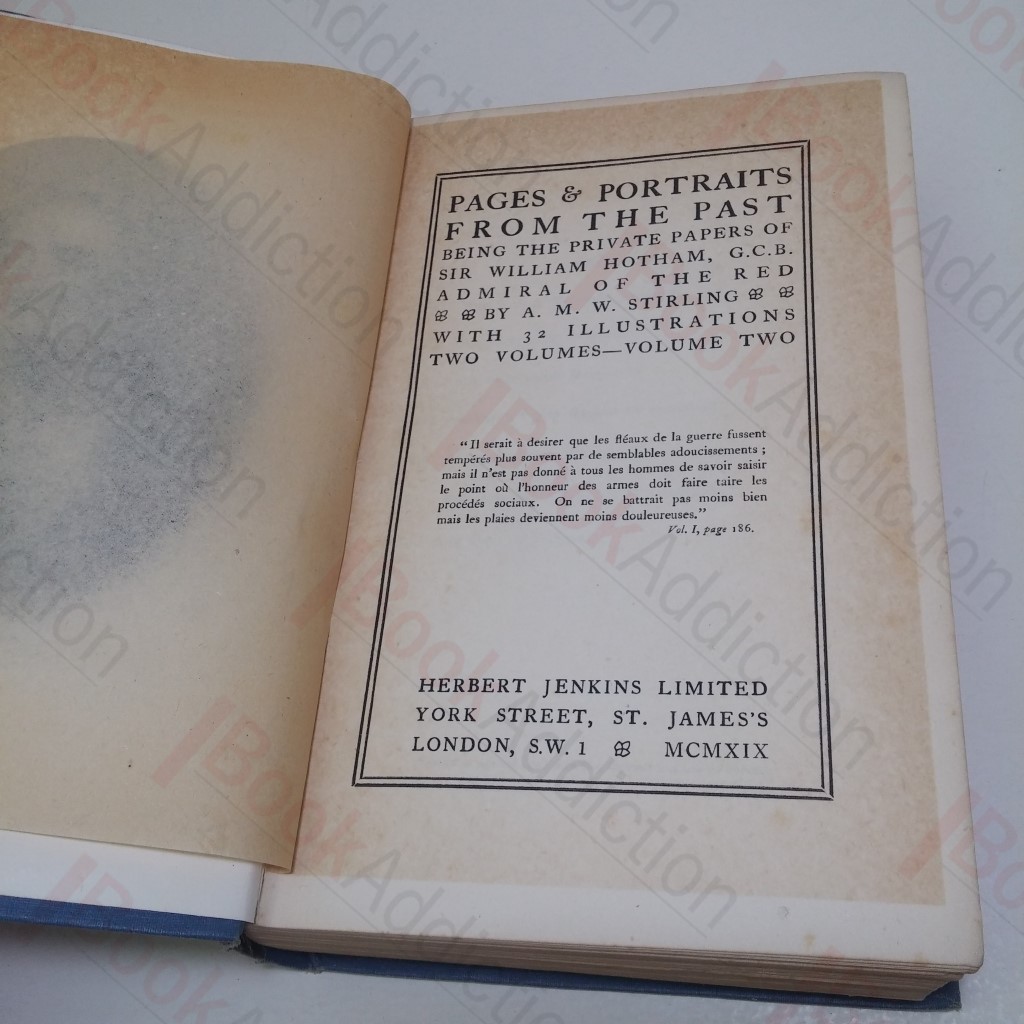 PAGES & PORTRAITS
FROM THE PAST
BEING THE PRIVATE PAPERS OF
SIR WILLIAM HOTHAM, G.C.B.
ADMIRAL OF THE RED
BY A. M. W. STIRLING
WITH 32 ILLUSTRATIONS
TWO VOLUMES—VOLUME TWO
"Il serait à desirer que les fléaux de la guerre fussent
tempérés plus souvent par de semblables adoucissements ;
mais il n'est pas donné à tous les hommes de savoir saisir
le point où l'honneur des armes doit faire taire les
procédés sociaux. On ne se battrait pas moins bien
mais les plaies deviennent moins douleureuses."
Vol. I, page 186.
HERBERT JENKINS LIMITED
YORK STREET, ST. JAMES'S
LONDON, S.W. 1 MCMXIX
BookAddiction